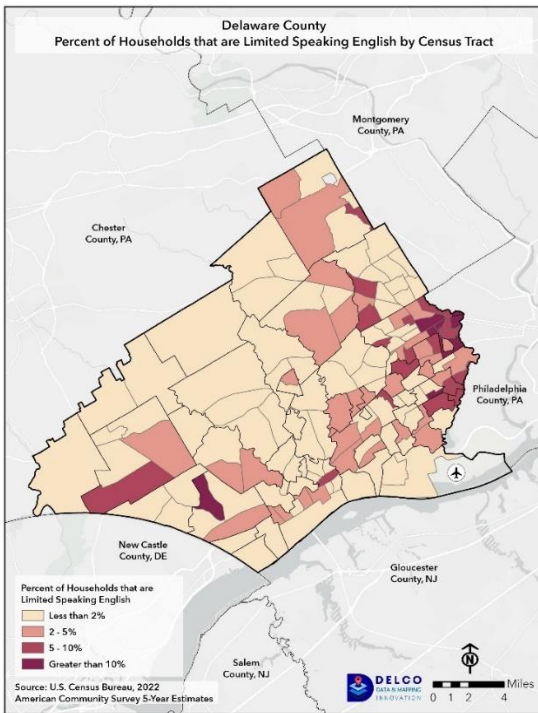 Delaware County
Percent of Households that are Limited Speaking English by Census Tract
Montgomery
County, PA
Chester
County, PA
Philadelphia
County, PA
New Castle
County, DE
Gloucester
County, NJ
Salem
County, NJ
Percent of Households that are
Limited Speaking English
Less than 2%
2 - 5%
5 - 10%
Greater than 10%
Source: U.S. Census Bureau, 2022
American Community Survey 5-Year Estimates
DELCO
DATA & MAPPING
INNOVATION
N
Miles
0 1 2 4